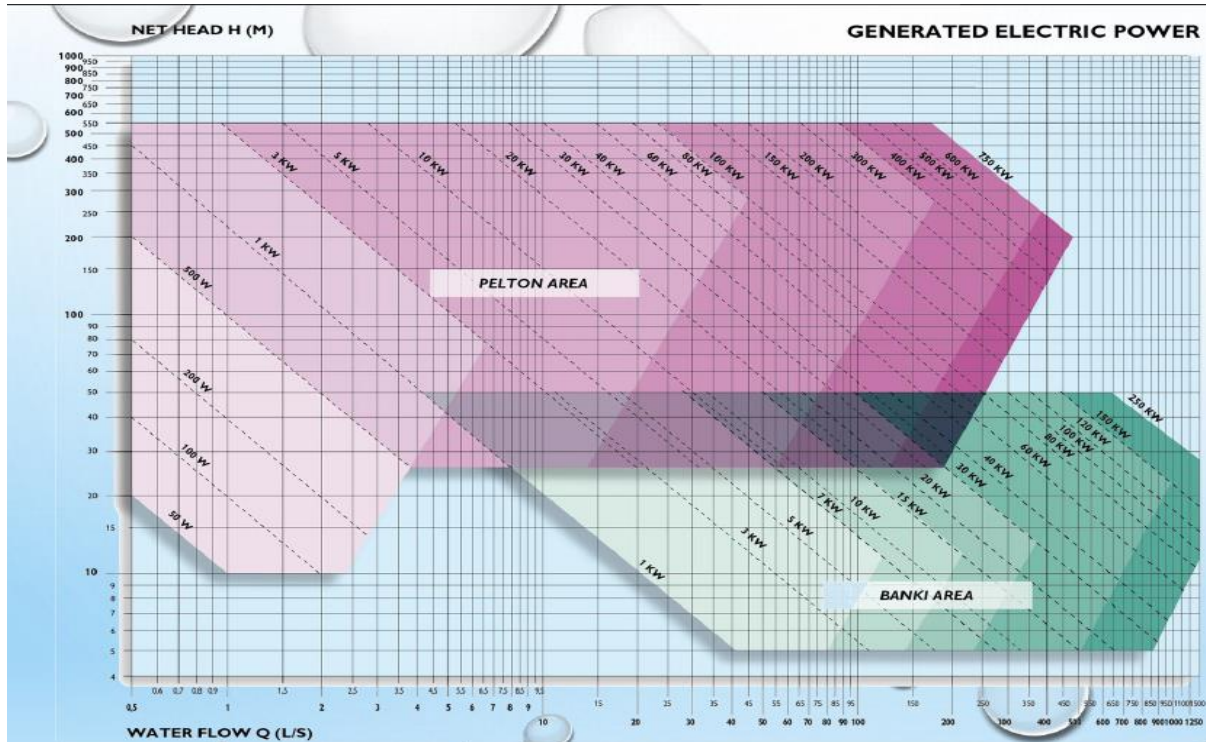 NET HEAD H (M)
GENERATED ELECTRIC POWER
1000
950
900
850
800
750
700
650
600
550
500
450
400
350
300
250
200
150
100
90
80
70
60
50
40
30
20
15
10
9
8
7
6
5
4
3 KW
5 KW
10 KW
20 KW
30 KW
40 KW
60 KW
80 KW
100 KW
150 KW
200 KW
300 KW
400 KW
500 KW
600 KW
750 KW
1 KW
500 W
200 W
100 W
50 W
PELTON AREA
250 KW
150 KW
120 KW
100 KW
80 KW
60 KW
40 KW
30 KW
20 KW
15 KW
10 KW
7 KW
5 KW
3 KW
1 KW
BANKI AREA
0,6 0,7 0,8 0,9 1,5 2,5 3,5 4,5 5,5 6,5 7,5 8,5 9,5 15 25 35 45 55 65 75 85 95 150 250 350 450 550 650 750 850 1100 1500
0,5 1 2 3 4 5 6 7 8 9 10 20 30 40 50 60 70 80 90 100 200 300 400 500 600 700 800 900 1000 1250
WATER FLOW Q (L/S)